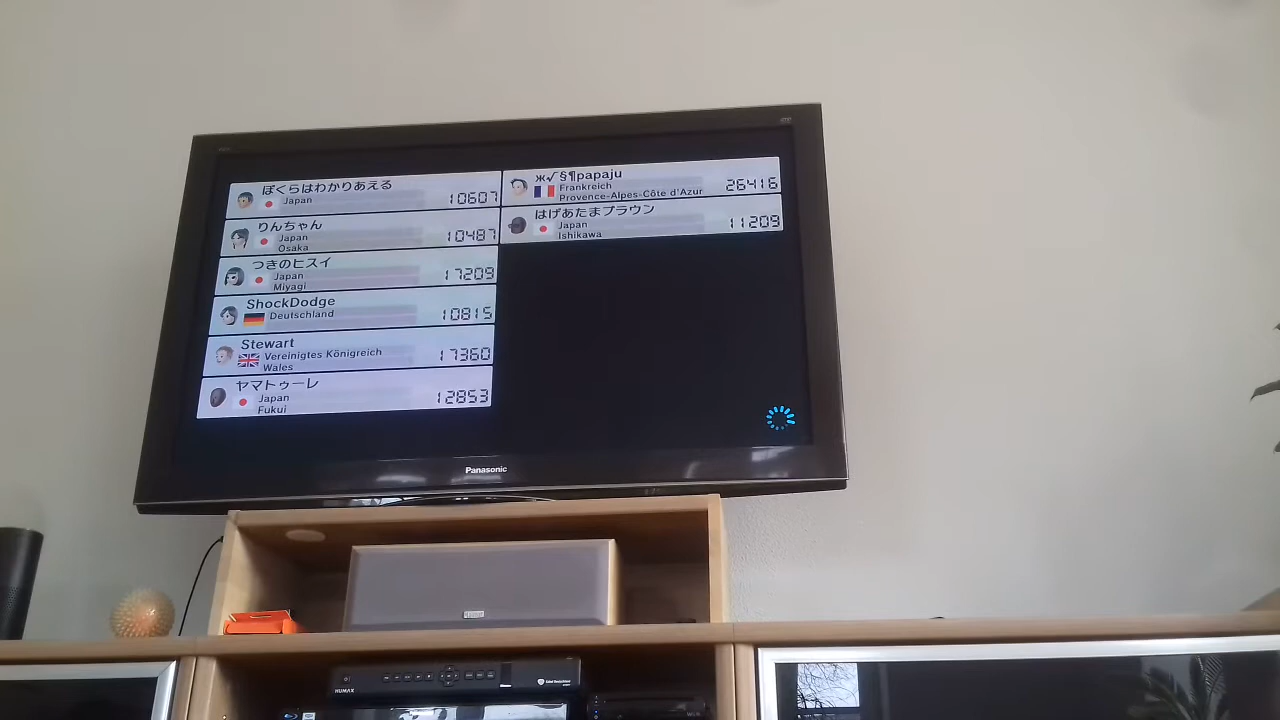 ぼくらはわかりあえる
Japan
10607
りんちゃん
Japan
Osaka
10487
つきのヒスイ
Japan
Miyagi
17209
ShockDodge
Deutschland
10815
Stewart
Vereinigtes Königreich
Wales
17360
ヤマトゥーレ
Japan
Fukui
12853
ж√§¶papaju
Frankreich
Provence-Alpes-Côte d'Azur
26416
はげあたまブラウン
Japan
Ishikawa
11209
Panasonic
HUMAX